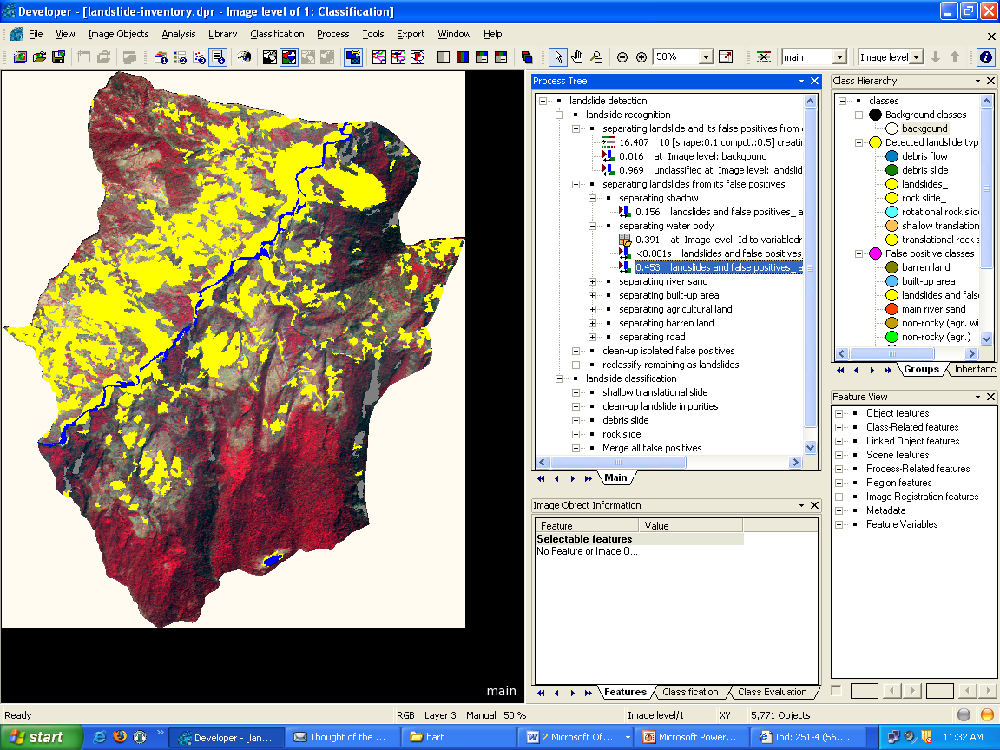 Developer - [landslide-inventory.dpr - Image level of 1: Classification]
File View Image Objects Analysis Library Classification Process Tools Export Window Help
50% main Image level
Process Tree
landslide detection
landslide recognition
separating landslide and its false positives from
16.407 10 [shape:0.1 compct.:0.5] creatin
0.016 at Image level: backgound
0.969 unclassified at Image level: landslid
separating landslides from its false positives
separating shadow
0.156 landslides and false positives_ a
separating water body
0.391 at Image level: Id to variabledr
<0.001s landslides and false positives
0.453 landslides and false positives_ a
separating river sand
separating built-up area
separating agricultural land
separating barren land
separating road
clean-up isolated false positives
reclassify remaining as landslides
landslide classification
shallow translational slide
clean-up landslide impurities
debris slide
rock slide
Merge all false positives
Main
Class Hierarchy
classes
Background classes
backgound
Detected landslide typ
debris flow
debris slide
landslides_
rock slide_
rotational rock slide
shallow translation
translational rock s
False positive classes
barren land
built-up area
landslides and fals
main river sand
non-rocky (agr. wi
non-rocky (agr.)
Groups Inheritanc
Image Object Information
Feature Value
Selectable features
No Feature or Image O...
Features Classification Class Evaluation
Feature View
Object features
Class-Related features
Linked Object features
Scene features
Process-Related features
Region features
Image Registration features
Metadata
Feature Variables
main
Ready RGB Layer 3 Manual 50 % Image level/1 XY 5,771 Objects
start Developer - [lan... Thought of the ... bart 2 Microsoft Of... Microsoft Power... Ind: 251-4 (56.... 11:32 AM